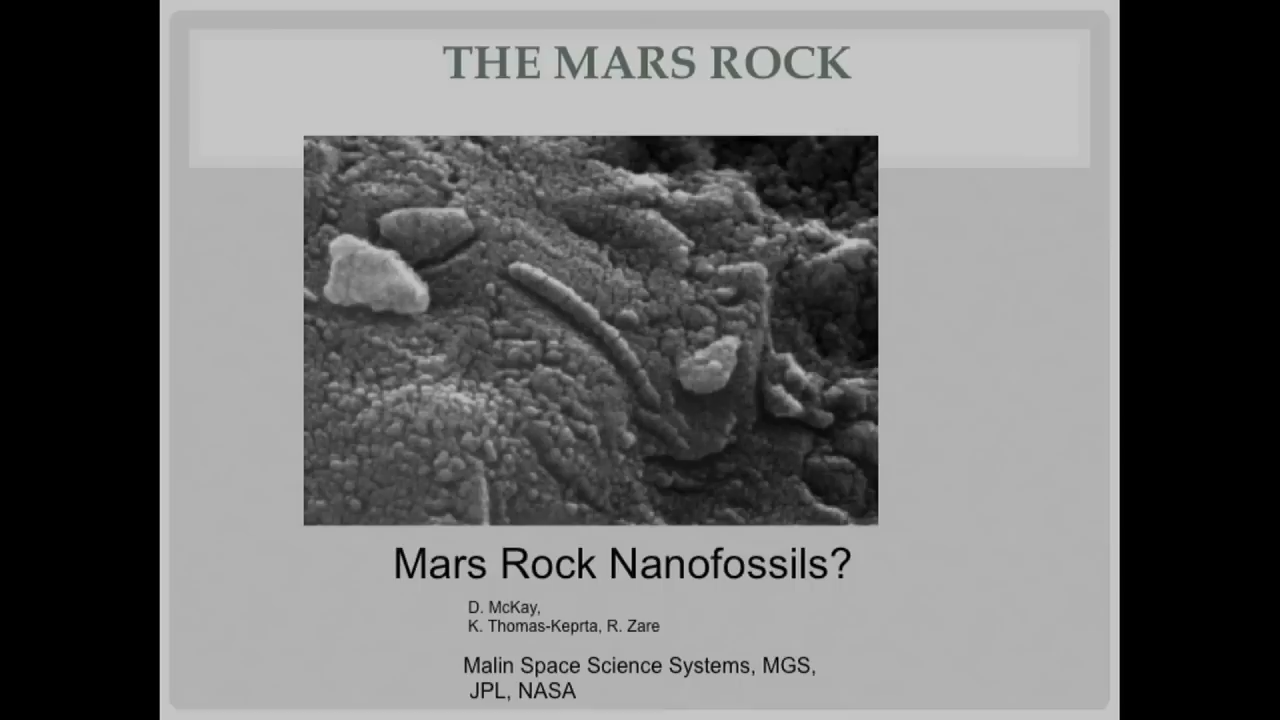 THE MARS ROCK
Mars Rock Nanofossils?
D. McKay,
K. Thomas-Keprta, R. Zare
Malin Space Science Systems, MGS,
JPL, NASA